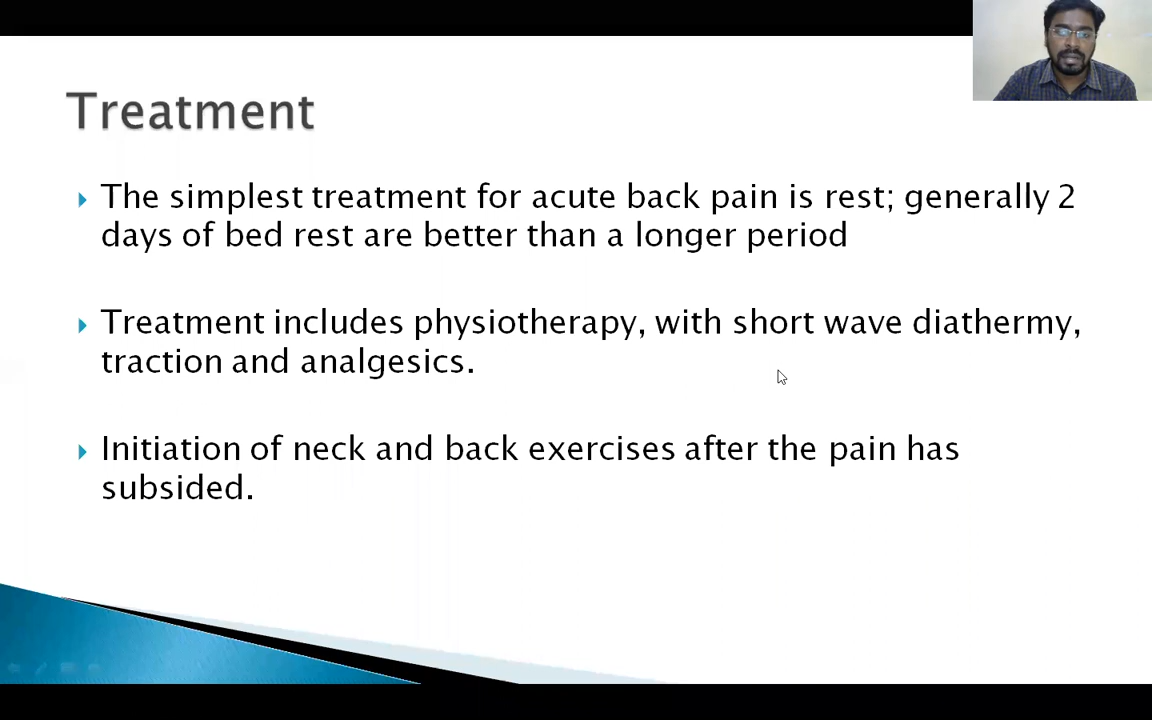 Treatment
The simplest treatment for acute back pain is rest; generally 2
days of bed rest are better than a longer period
Treatment includes physiotherapy, with short wave diathermy,
traction and analgesics.
Initiation of neck and back exercises after the pain has
subsided.